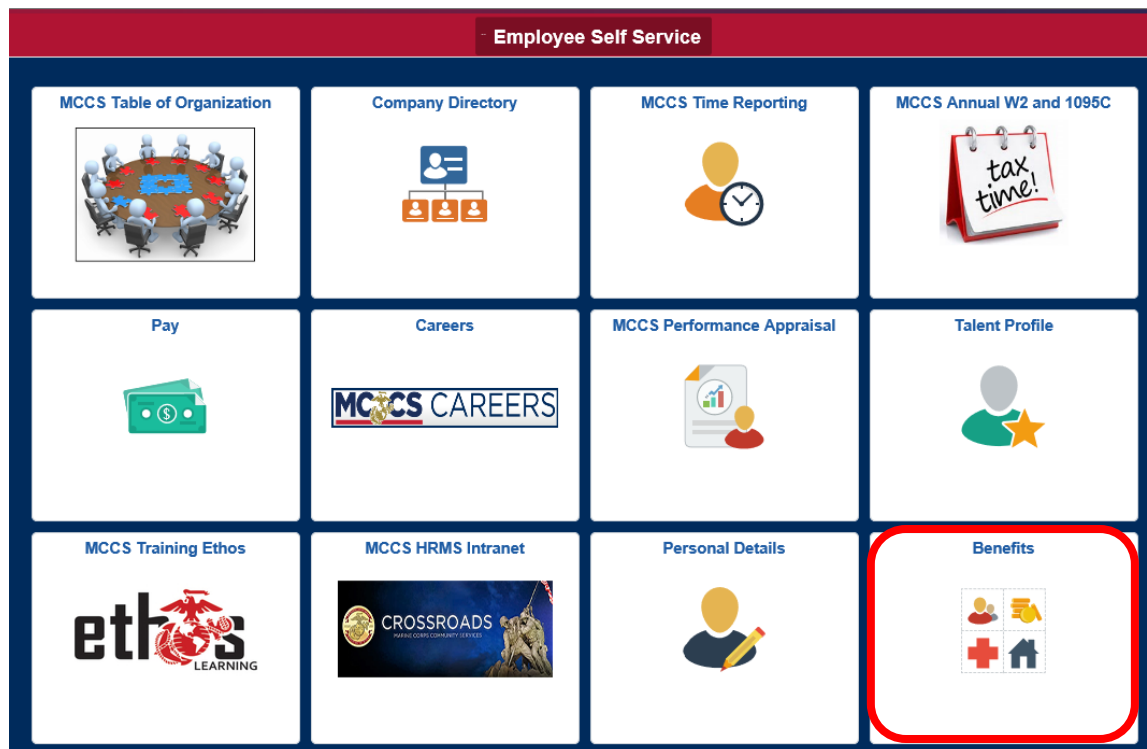 Employee Self Service
MCCS Table of Organization
Company Directory
MCCS Time Reporting
MCCS Annual W2 and 1095C
tax
time!
Pay
Careers
MCCS Performance Appraisal
Talent Profile
MCCS CAREERS
$
MCCS Training Ethos
MCCS HRMS Intranet
Personal Details
Benefits
ethos
LEARNING
CROSSROADS
MARINE CORPS COMMUNITY SERVICES